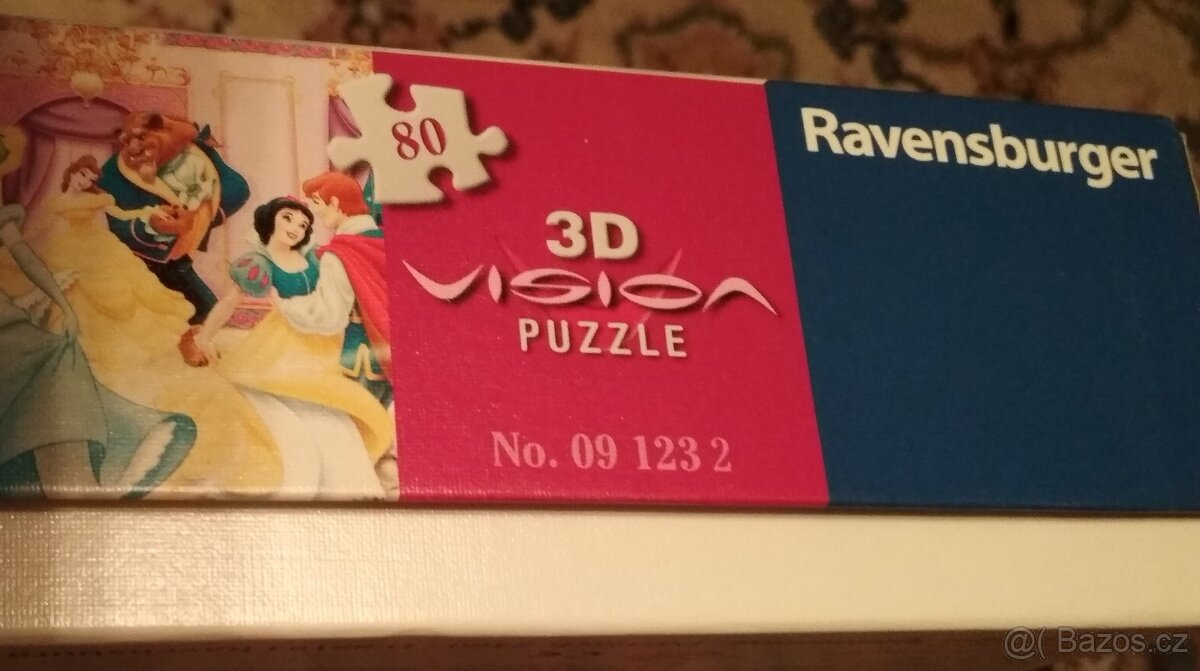 80
Ravensburger
3D
VISION
PUZZLE
No. 09 123 2
@( Bazos.cz